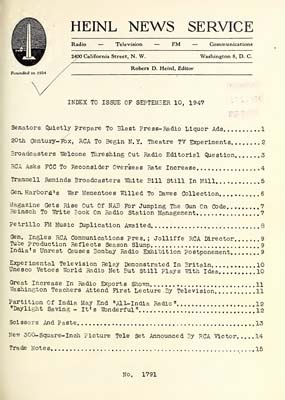 HEINL NEWS SERVICE
Radio — Television — FM — Communications
2400 California Street, N. W. Washington 8, D. C.
Robert D. Heinl, Editor
Founded in 1924
INDEX TO ISSUE OF SEPTEMBER 10, 1947
Senators Quietly Prepare To Blast Press-Radio Liquor Ads.........1
20th Century-Fox, RCA To Begin N.Y. Theatre TV Experiments.......2
Broadcasters Welcome Threshing Out Radio Editorial Question......3
RCA Asks FCC To Reconsider Overseas Rate Increase................4
Trammell Reminds Broadcasters White Bill Still In Mill...........5
Gen. Harbord's War Mementoes Willed To Dawes Collection..........
Magazine Gets Rise Out Of NAB For Jumping The Gun On Code........7
Reinsch To Write Book On Radio Station Management................7
Petrillo FM Music Duplication Awaited............................8
Gen. Ingles RCA Communications Pres.; Jolliffe RCA Director......9
Tube Production Reflects Season Slump............................9
India's Unrest Causes Bombay Radio Exhibition Postponement.......9
Experimental Television Relay Demonstrated In Britain............10
Unesco Vetoes World Radio Net But Still Plays With Idea..........10
Great Increase In Radio Exports Shown............................11
Washington Teachers Attend First Lecture By Television...........11
Partition Of India May End "All-India Radio".....................12
"Daylight Saving - It's Wonderful"...............................12
Scissors And Paste...............................................13
New 300-Square-Inch Picture Tele Set Announced By RCA Victor.....14
Trade Notes......................................................15
No. 1791